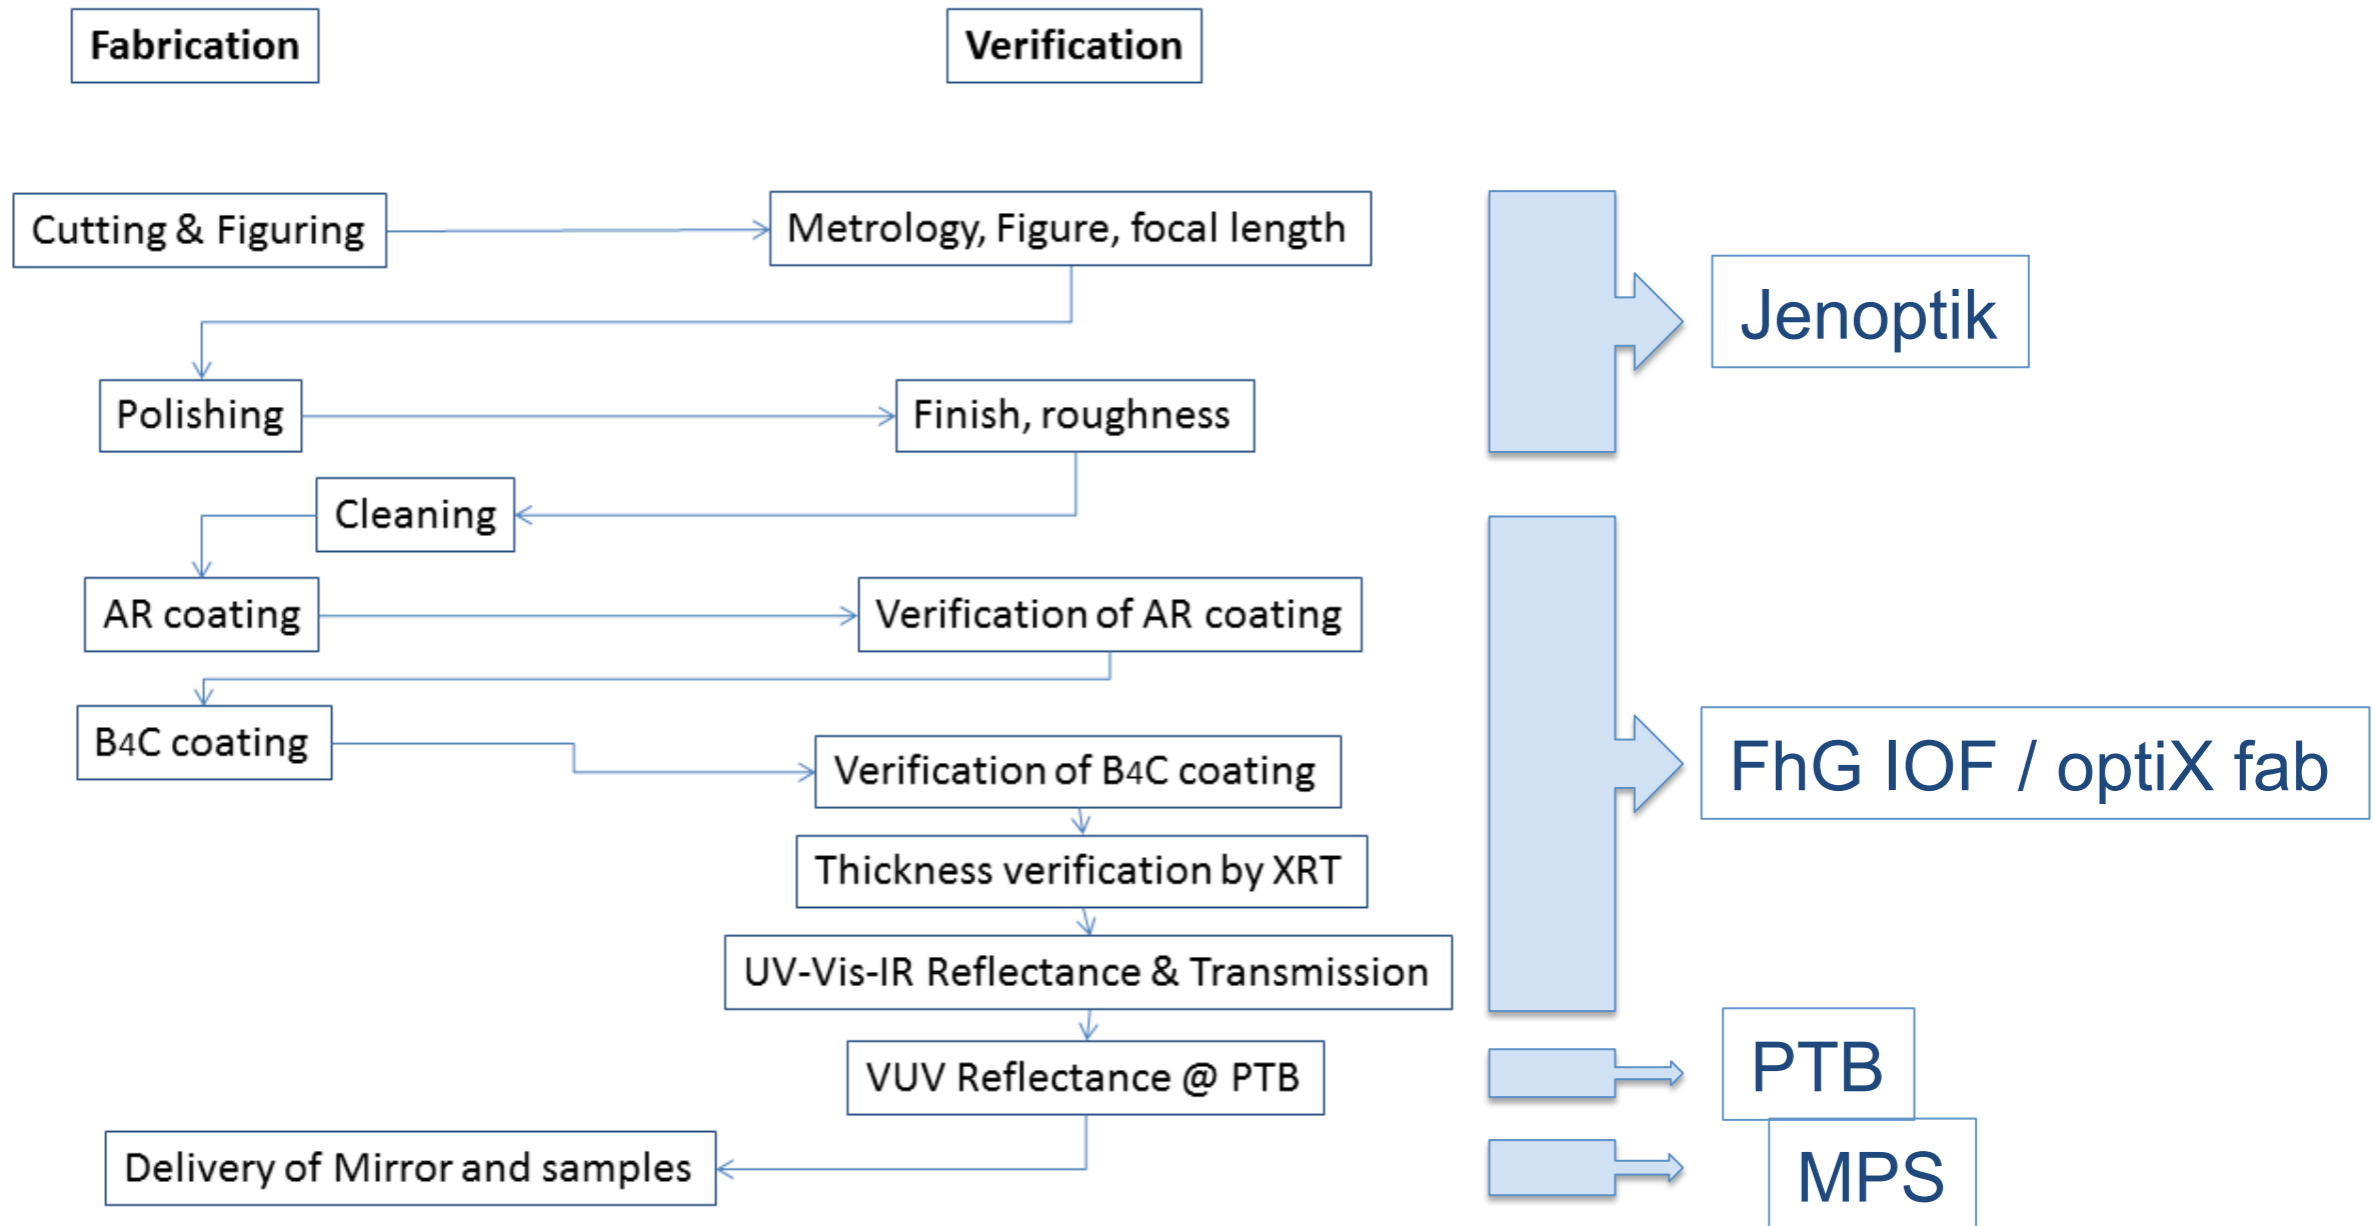 Fabrication
Verification
Cutting & Figuring
Metrology, Figure, focal length
Jenoptik
Polishing
Finish, roughness
Cleaning
AR coating
Verification of AR coating
B4C coating
Verification of B4C coating
FhG IOF / optiX fab
Thickness verification by XRT
UV-Vis-IR Reflectance & Transmission
VUV Reflectance @ PTB
PTB
Delivery of Mirror and samples
MPS